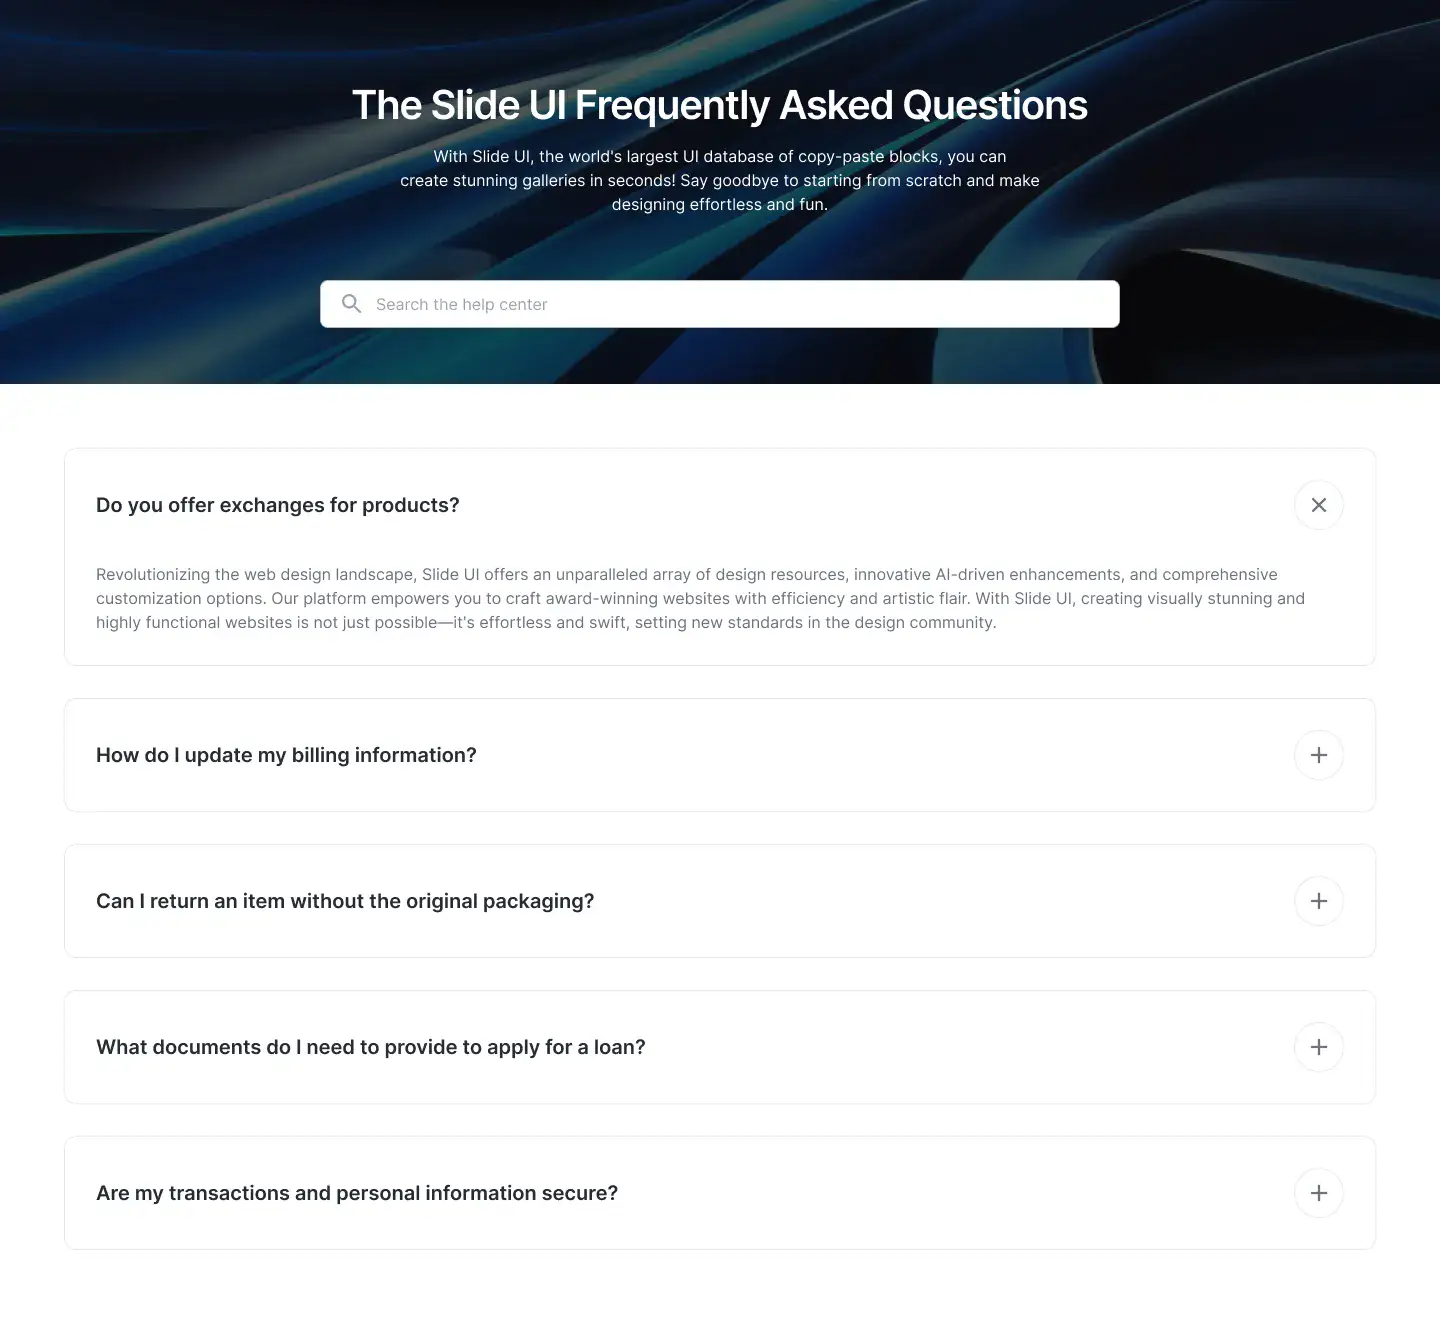 The Slide UI Frequently Asked Questions
With Slide UI, the world's largest UI database of copy-paste blocks, you can
create stunning galleries in seconds! Say goodbye to starting from scratch and make
designing effortless and fun.
Search the help center
Do you offer exchanges for products?
Revolutionizing the web design landscape, Slide UI offers an unparalleled array of design resources, innovative AI-driven enhancements, and comprehensive
customization options. Our platform empowers you to craft award-winning websites with efficiency and artistic flair. With Slide UI, creating visually stunning and
highly functional websites is not just possible—it's effortless and swift, setting new standards in the design community.
How do I update my billing information?
Can I return an item without the original packaging?
What documents do I need to provide to apply for a loan?
Are my transactions and personal information secure?